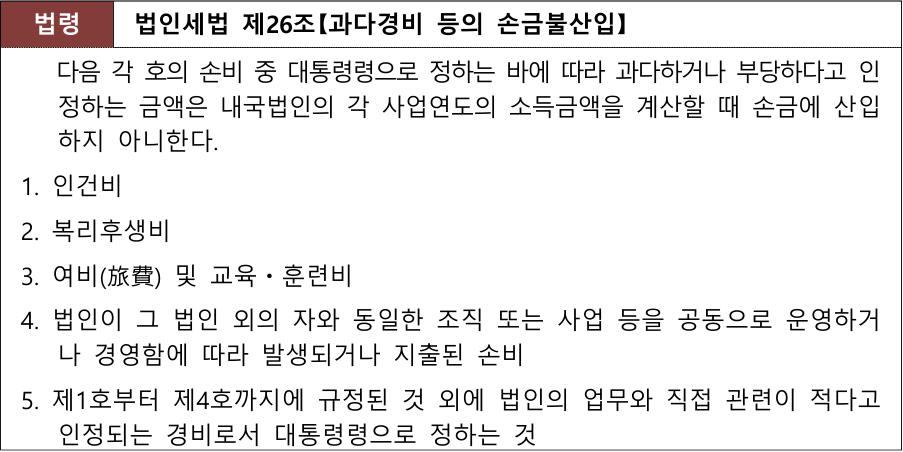 법령 법인세법 제26조【과다경비 등의 손금불산입】
다음 각 호의 손비 중 대통령령으로 정하는 바에 따라 과다하거나 부당하다고 인
정하는 금액은 내국법인의 각 사업연도의 소득금액을 계산할 때 손금에 산입
하지 아니한다.
1. 인건비
2. 복리후생비
3. 여비(旅費) 및 교육・훈련비
4. 법인이 그 법인 외의 자와 동일한 조직 또는 사업 등을 공동으로 운영하거
나 경영함에 따라 발생되거나 지출된 손비
5. 제1호부터 제4호까지에 규정된 것 외에 법인의 업무와 직접 관련이 적다고
인정되는 경비로서 대통령령으로 정하는 것